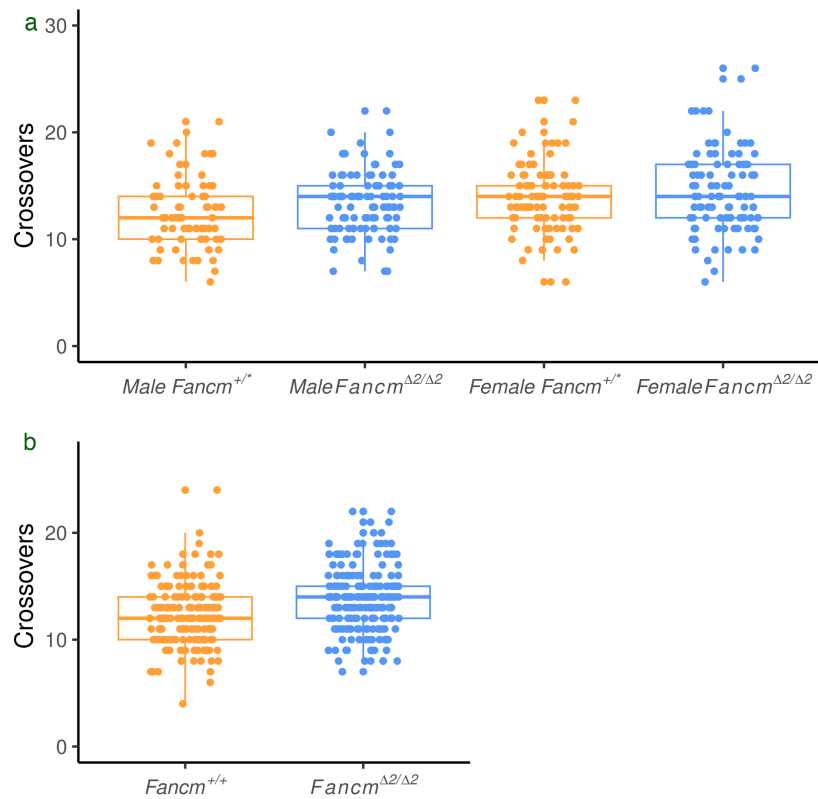 a
30
20
10
0
Crossovers
Male Fancm+/*
MaleFancmΔ2/Δ2
Female Fancm+/*
FemaleFancmΔ2/Δ2
b
20
10
0
Crossovers
Fancm+/+
FancmΔ2/Δ2